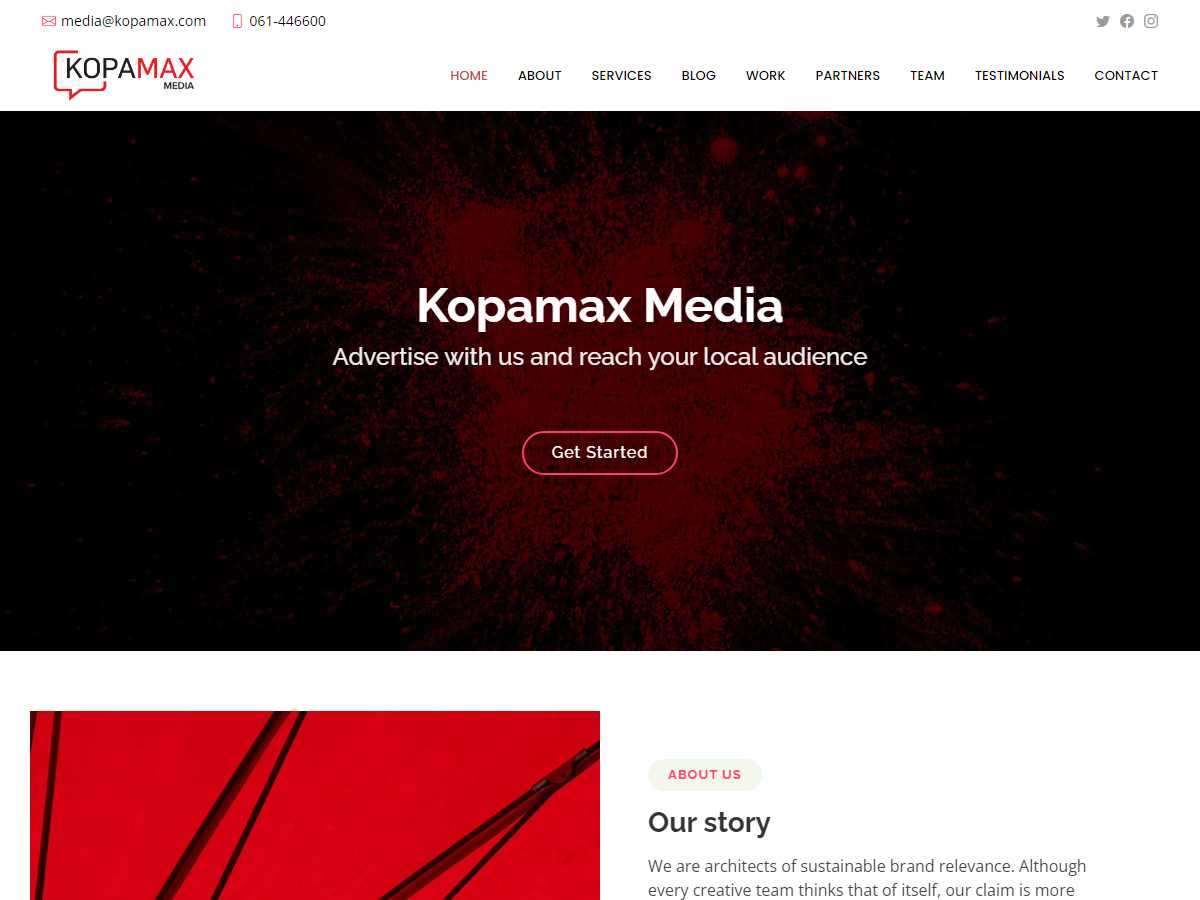 media@kopamax.com 061-446600
KOPAMAX
MEDIA
HOME ABOUT SERVICES BLOG WORK PARTNERS TEAM TESTIMONIALS CONTACT
Kopamax Media
Advertise with us and reach your local audience
Get Started
ABOUT US
Our story
We are architects of sustainable brand relevance. Although
every creative team thinks that of itself, our claim is more